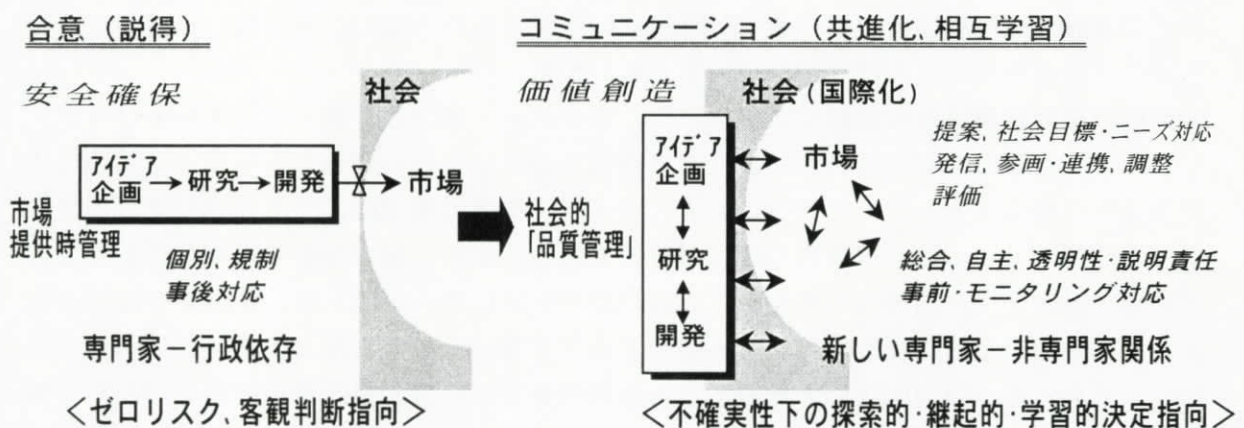 合意（説得）
安全確保
社会
アイデア
企画→研究→開発
市場
市場
提供時管理
個別、規制
事後対応
専門家－行政依存
＜ゼロリスク、客観判断指向＞
コミュニケーション（共進化、相互学習）
価値創造
社会（国際化）
アイデア
企画
研究
開発
市場
提案、社会目標・ニーズ対応
発信、参画・連携、調整
評価
社会的
「品質管理」
総合、自主、透明性・説明責任
事前・モニタリング対応
新しい専門家－非専門家関係
＜不確実性下の探索的・継起的・学習的決定指向＞